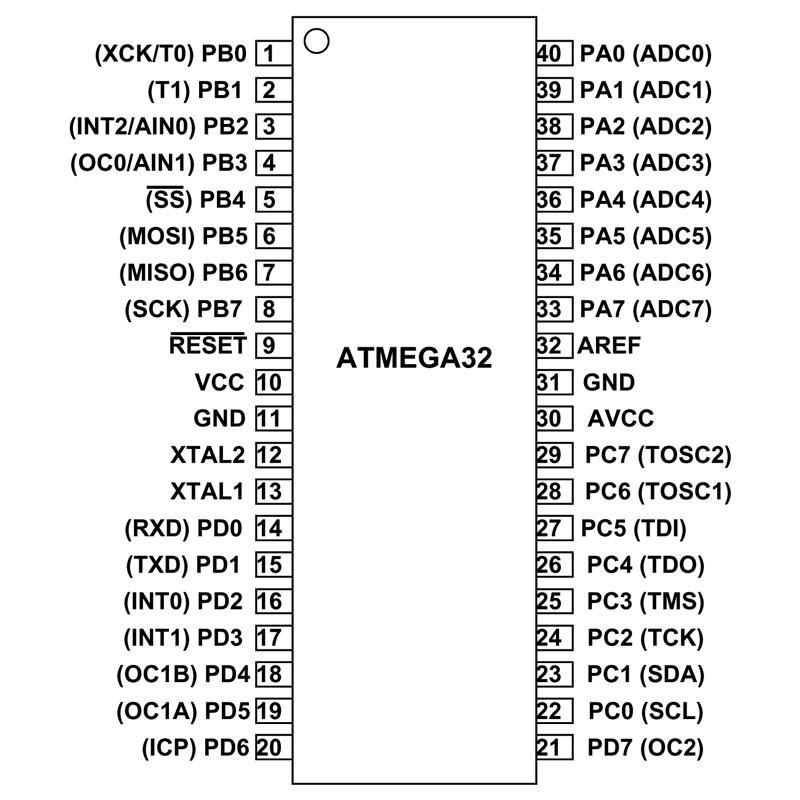 (XCK/T0) PB0 1 40 PA0 (ADC0)
(T1) PB1 2 39 PA1 (ADC1)
(INT2/AIN0) PB2 3 38 PA2 (ADC2)
(OC0/AIN1) PB3 4 37 PA3 (ADC3)
(S̅S̅) PB4 5 36 PA4 (ADC4)
(MOSI) PB5 6 35 PA5 (ADC5)
(MISO) PB6 7 34 PA6 (ADC6)
(SCK) PB7 8 33 PA7 (ADC7)
R̅E̅S̅E̅T̅ 9 32 AREF
ATMEGA32
VCC 10 31 GND
GND 11 30 AVCC
XTAL2 12 29 PC7 (TOSC2)
XTAL1 13 28 PC6 (TOSC1)
(RXD) PD0 14 27 PC5 (TDI)
(TXD) PD1 15 26 PC4 (TDO)
(INT0) PD2 16 25 PC3 (TMS)
(INT1) PD3 17 24 PC2 (TCK)
(OC1B) PD4 18 23 PC1 (SDA)
(OC1A) PD5 19 22 PC0 (SCL)
(ICP) PD6 20 21 PD7 (OC2)